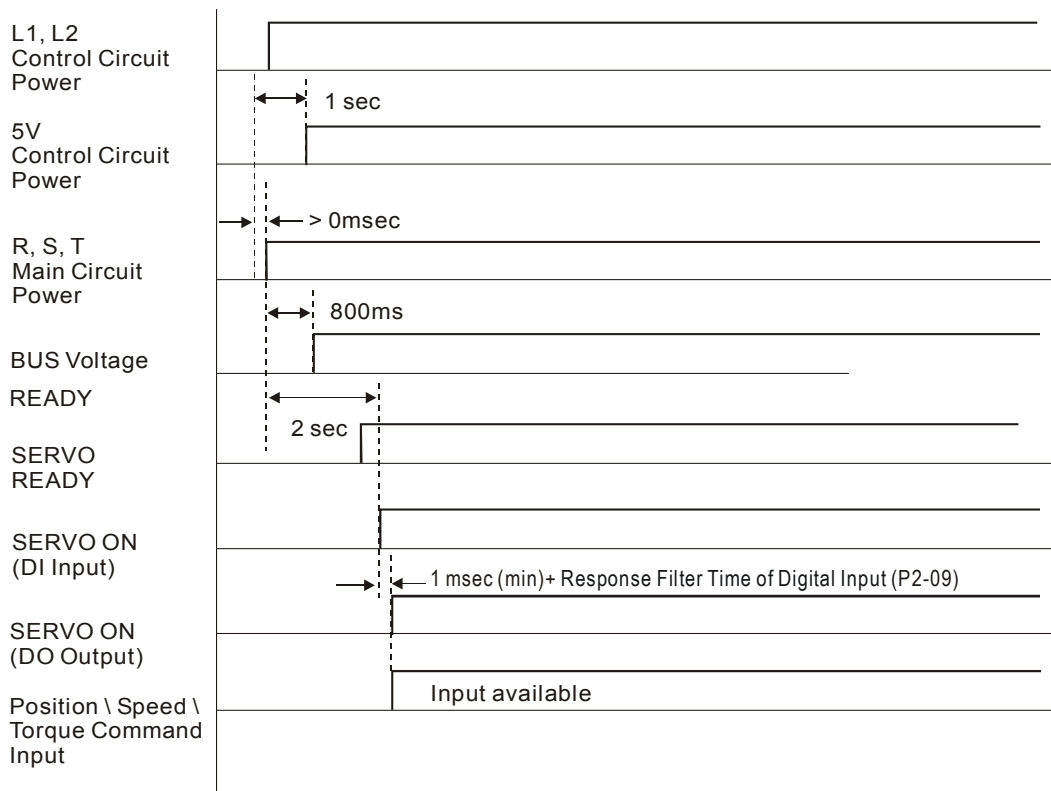 L1, L2
Control Circuit
Power
1 sec
5V
Control Circuit
Power
> 0msec
R, S, T
Main Circuit
Power
800ms
BUS Voltage
READY
2 sec
SERVO
READY
SERVO ON
(DI Input)
1 msec (min)+ Response Filter Time of Digital Input (P2-09)
SERVO ON
(DO Output)
Input available
Position \ Speed \
Torque Command
Input